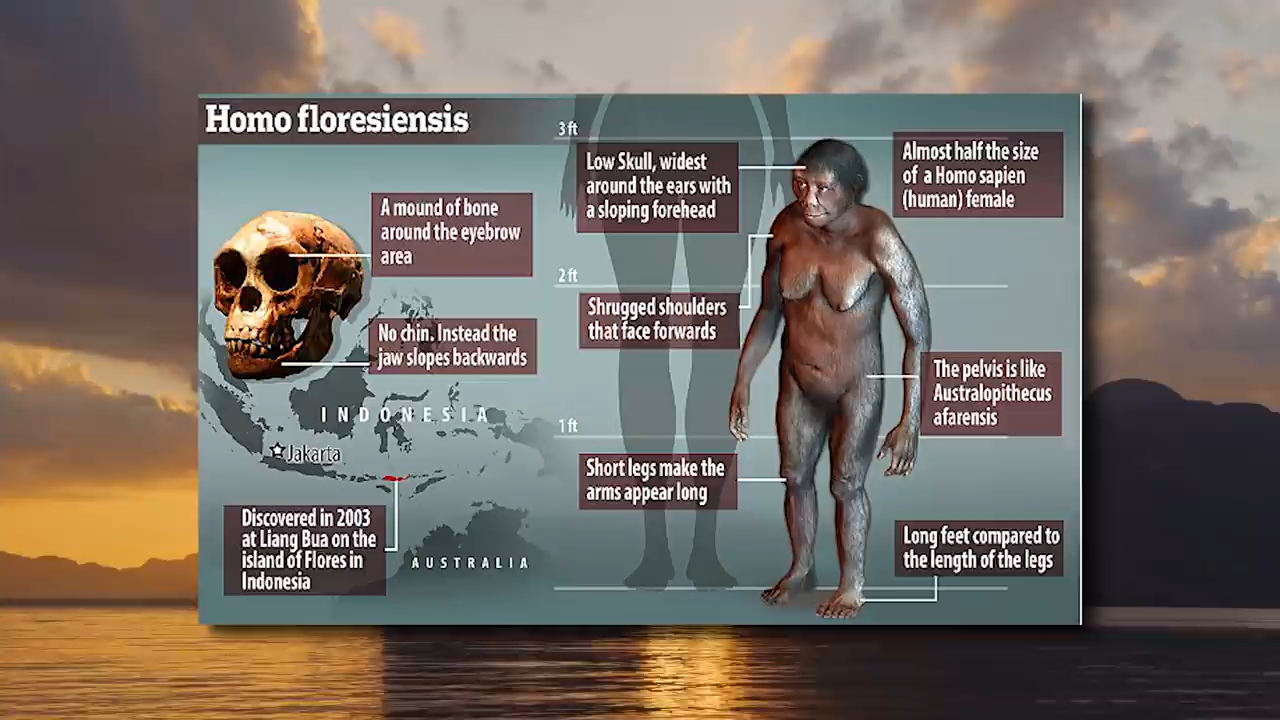 Homo floresiensis
A mound of bone
around the eyebrow
area
No chin. Instead the
jaw slopes backwards
INDONESIA
Jakarta
Discovered in 2003
at Liang Bua on the
island of Flores in
Indonesia
AUSTRALIA
3 ft
Low Skull, widest
around the ears with
a sloping forehead
Almost half the size
of a Homo sapien
(human) female
2 ft
Shrugged shoulders
that face forwards
The pelvis is like
Australopithecus
afarensis
1 ft
Short legs make the
arms appear long
Long feet compared to
the length of the legs